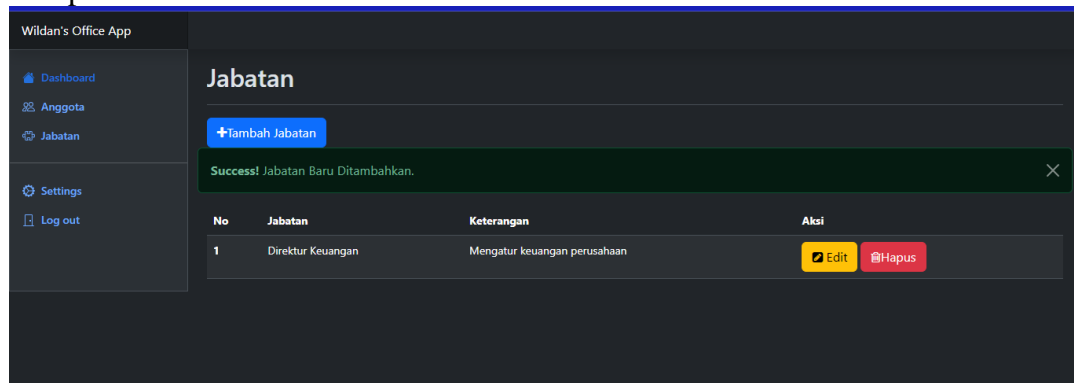 Wildan's Office App
Dashboard
Anggota
Jabatan
Settings
Log out
Jabatan
+Tambah Jabatan
Success! Jabatan Baru Ditambahkan.
No Jabatan Keterangan Aksi
1 Direktur Keuangan Mengatur keuangan perusahaan Edit Hapus